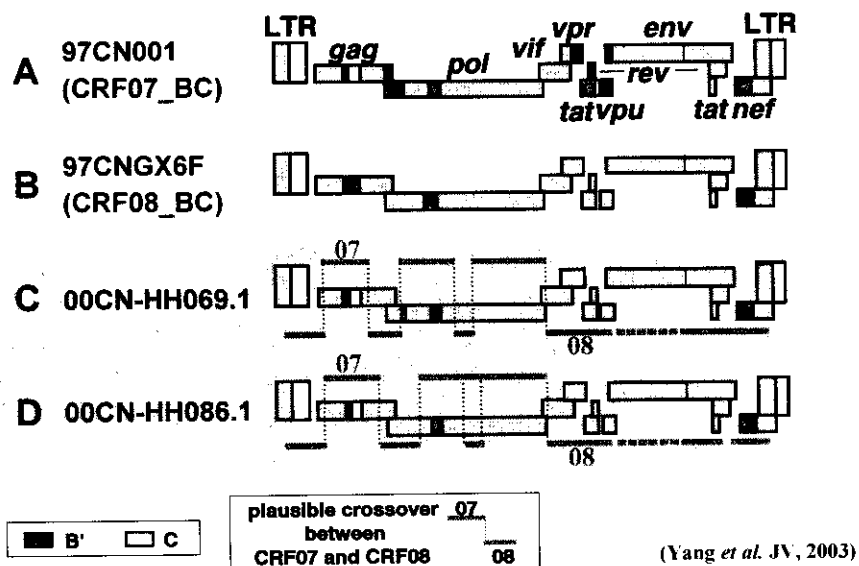 LTR gag pol vif vpr env LTR
A 97CN001 (CRF07_BC)
rev
tat vpu tat nef
B 97CNGX6F (CRF08_BC)
07
C 00CN-HH069.1
08
07
D 00CN-HH086.1
08
B' C
plausible crossover 07
between
CRF07 and CRF08 08
(Yang et al. JV, 2003)